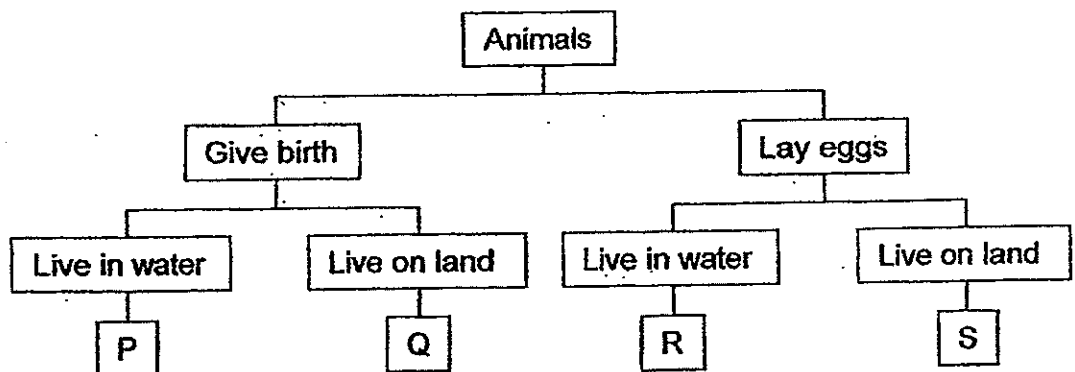 Animals
Give birth
Lay eggs
Live in water
Live on land
Live in water
Live on land
P
Q
R
S